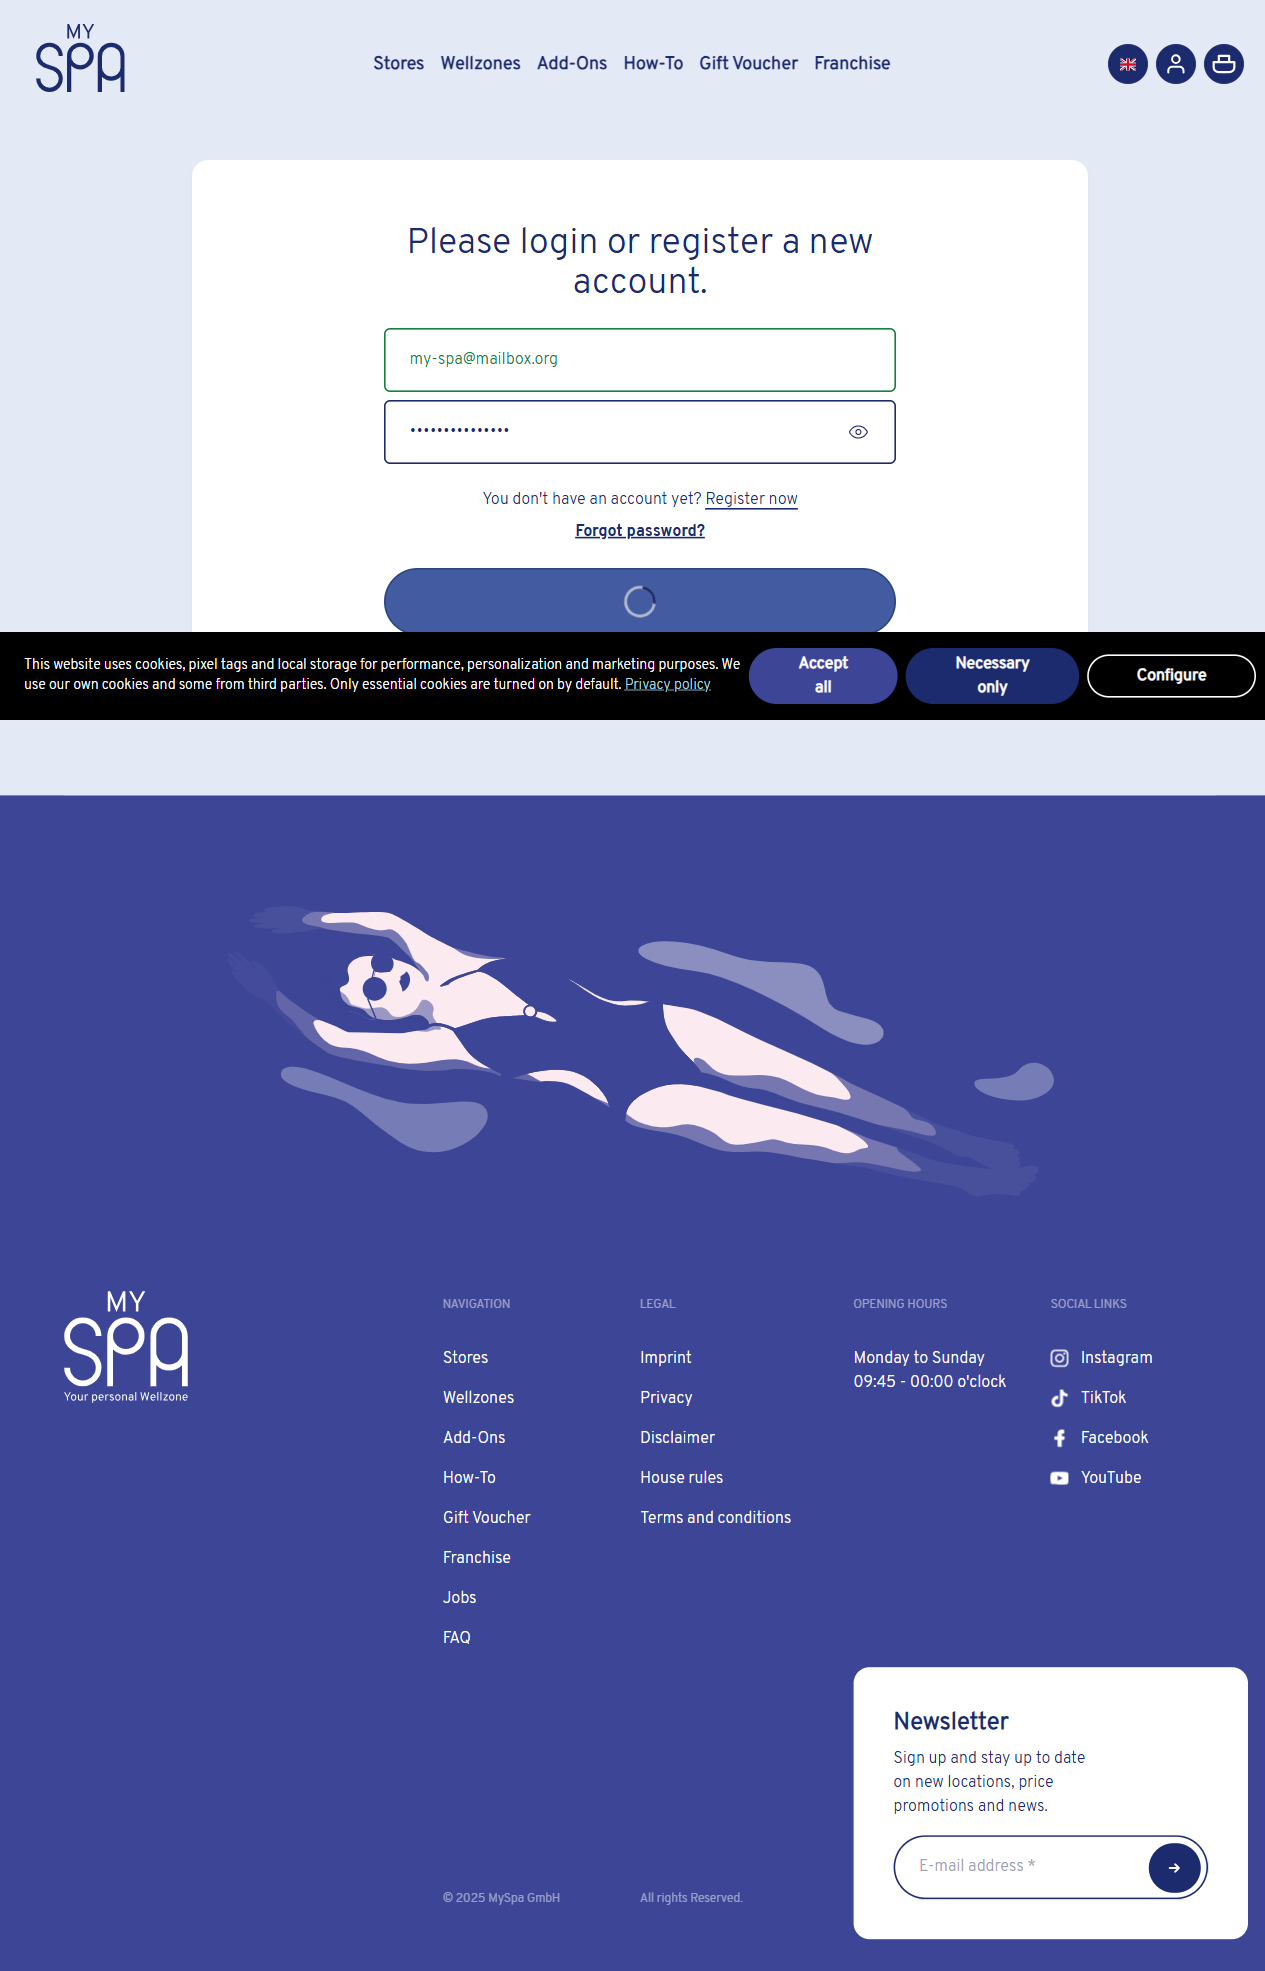 MY
SPA
Stores Wellzones Add-Ons How-To Gift Voucher Franchise
Please login or register a new
account.
my-spa@mailbox.org
•••••••••••••••
You don't have an account yet? Register now
Forgot password?
This website uses cookies, pixel tags and local storage for performance, personalization and marketing purposes. We
use our own cookies and some from third parties. Only essential cookies are turned on by default. Privacy policy
Accept
all
Necessary
only
Configure
MY
SPA
Your personal Wellzone
NAVIGATION
Stores
Wellzones
Add-Ons
How-To
Gift Voucher
Franchise
Jobs
FAQ
LEGAL
Imprint
Privacy
Disclaimer
House rules
Terms and conditions
OPENING HOURS
Monday to Sunday
09:45 - 00:00 o'clock
SOCIAL LINKS
Instagram
TikTok
Facebook
YouTube
Newsletter
Sign up and stay up to date
on new locations, price
promotions and news.
E-mail address *
© 2025 MySpa GmbH
All rights Reserved.